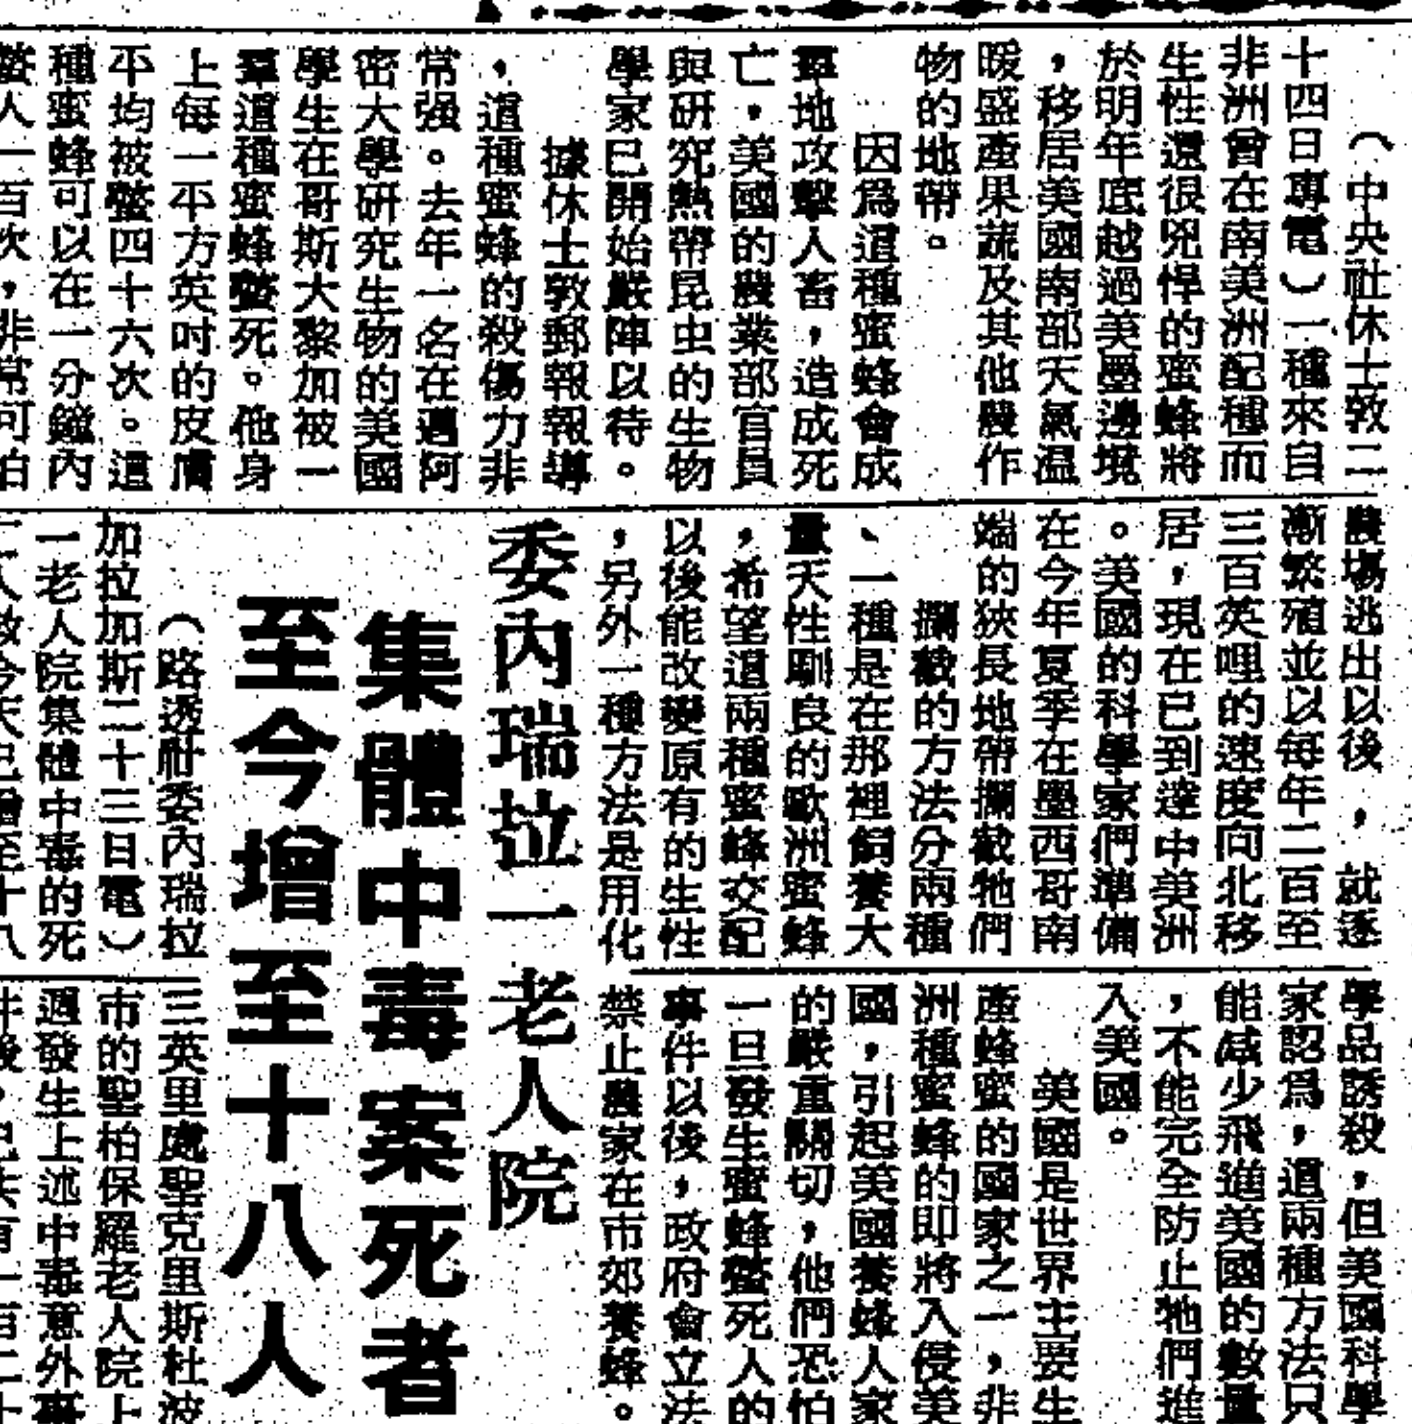 （中央社休士敦二
十四日專電）一種來自
非洲曾在南美洲配種而
生性還很兇悍的蜜蜂將
於明年底越過美墨邊境
，移居美國南部天氣温
暖盛產果蔬及其他農作
物的地帶。
因爲這種蜜蜂會成
羣地攻擊人畜，造成死
亡，美國的農業部官員
與研究熱帶昆虫的生物
學家已開始嚴陣以待。
據休士敦郵報報導
，這種蜜蜂的殺傷力非
常强。去年一名在邁阿
密大學研究生物的美國
學生在哥斯大黎加被一
羣這種蜜蜂螫死。他身
上每一平方英吋的皮膚
平均被螫四十六次。這
種蜜蜂可以在一分鐘內
螫人一百次，非常可怕
農場逃出以後，就逐
漸繁殖並以每年二百至
三百英哩的速度向北移
居，現在已到達中美洲
。美國的科學家們準備
在今年夏季在墨西哥南
端的狹長地帶攔截牠們
攔截的方法分兩種
、一種是在那裡飼養大
量天性馴良的歐洲蜜蜂
，希望這兩種蜜蜂交配
以後能改變原有的生性
，另外一種方法是用化
學品誘殺，但美國科學
家認爲，這兩種方法只
能減少飛進美國的數量
，不能完全防止牠們進
入美國。
美國是世界主要生
產蜂蜜的國家之一，非
洲種蜜蜂的即將入侵美
國，引起美國養蜂人家
的嚴重關切，他們恐怕
一旦發生蜜蜂螫死人的
事件以後，政府會立法
禁止農家在市郊養蜂。
委內瑞拉一老人院
集體中毒案死者
至今增至十八人
（路透社委內瑞拉
加拉加斯二十三日電）
一老人院集體中毒的死
亡人數今天已增至十八
三英里處聖克里斯杜波
市的聖柏保羅老人院上
週發生上述中毒意外事
件後，已共有一百二十